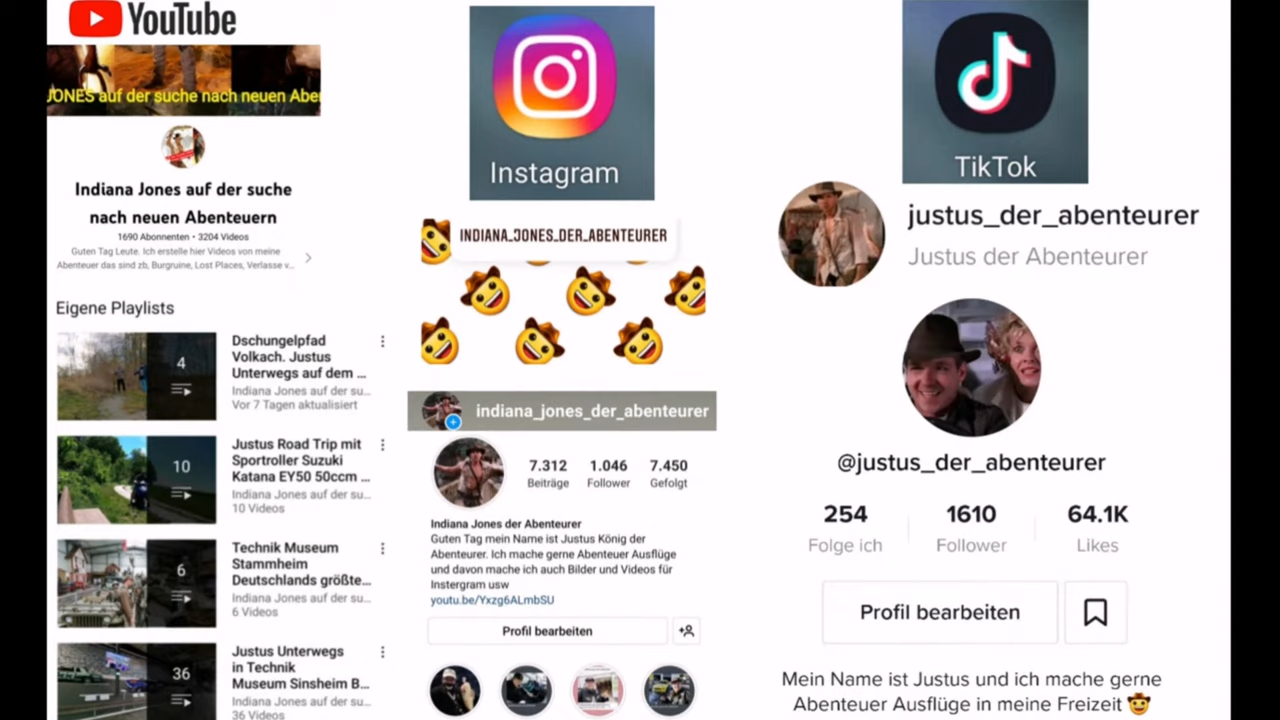 YouTube
JONES auf der suche nach neuen Aben
Indiana Jones auf der suche
nach neuen Abenteuern
1690 Abonnenten • 3204 Videos
Guten Tag Leute. Ich erstelle hier Videos von meine
Abenteuer das sind zb, Burgruine, Lost Places, Verlasse v...
Eigene Playlists
4
Dschungelpfad
Volkach. Justus
Unterwegs auf dem ...
Indiana Jones auf der su...
Vor 7 Tagen aktualisiert
10
Justus Road Trip mit
Sportroller Suzuki
Katana EY50 50ccm ...
Indiana Jones auf der su...
10 Videos
6
Technik Museum
Stammheim
Deutschlands größte...
Indiana Jones auf der su...
6 Videos
36
Justus Unterwegs
in Technik
Museum Sinsheim B...
Indiana Jones auf der su...
36 Videos
Instagram
INDIANA_JONES_DER_ABENTEURER
indiana_jones_der_abenteurer
7.312 1.046 7.450
Beiträge Follower Gefolgt
Indiana Jones der Abenteurer
Guten Tag mein Name ist Justus König der
Abenteurer. Ich mache gerne Abenteuer Ausflüge
und davon mache ich auch Bilder und Videos für
Instergram usw
youtu.be/Yxzg6ALmbSU
Profil bearbeiten
TikTok
justus_der_abenteurer
Justus der Abenteurer
@justus_der_abenteurer
254 1610 64.1K
Folge ich Follower Likes
Profil bearbeiten
Mein Name ist Justus und ich mache gerne
Abenteuer Ausflüge in meine Freizeit 🤠